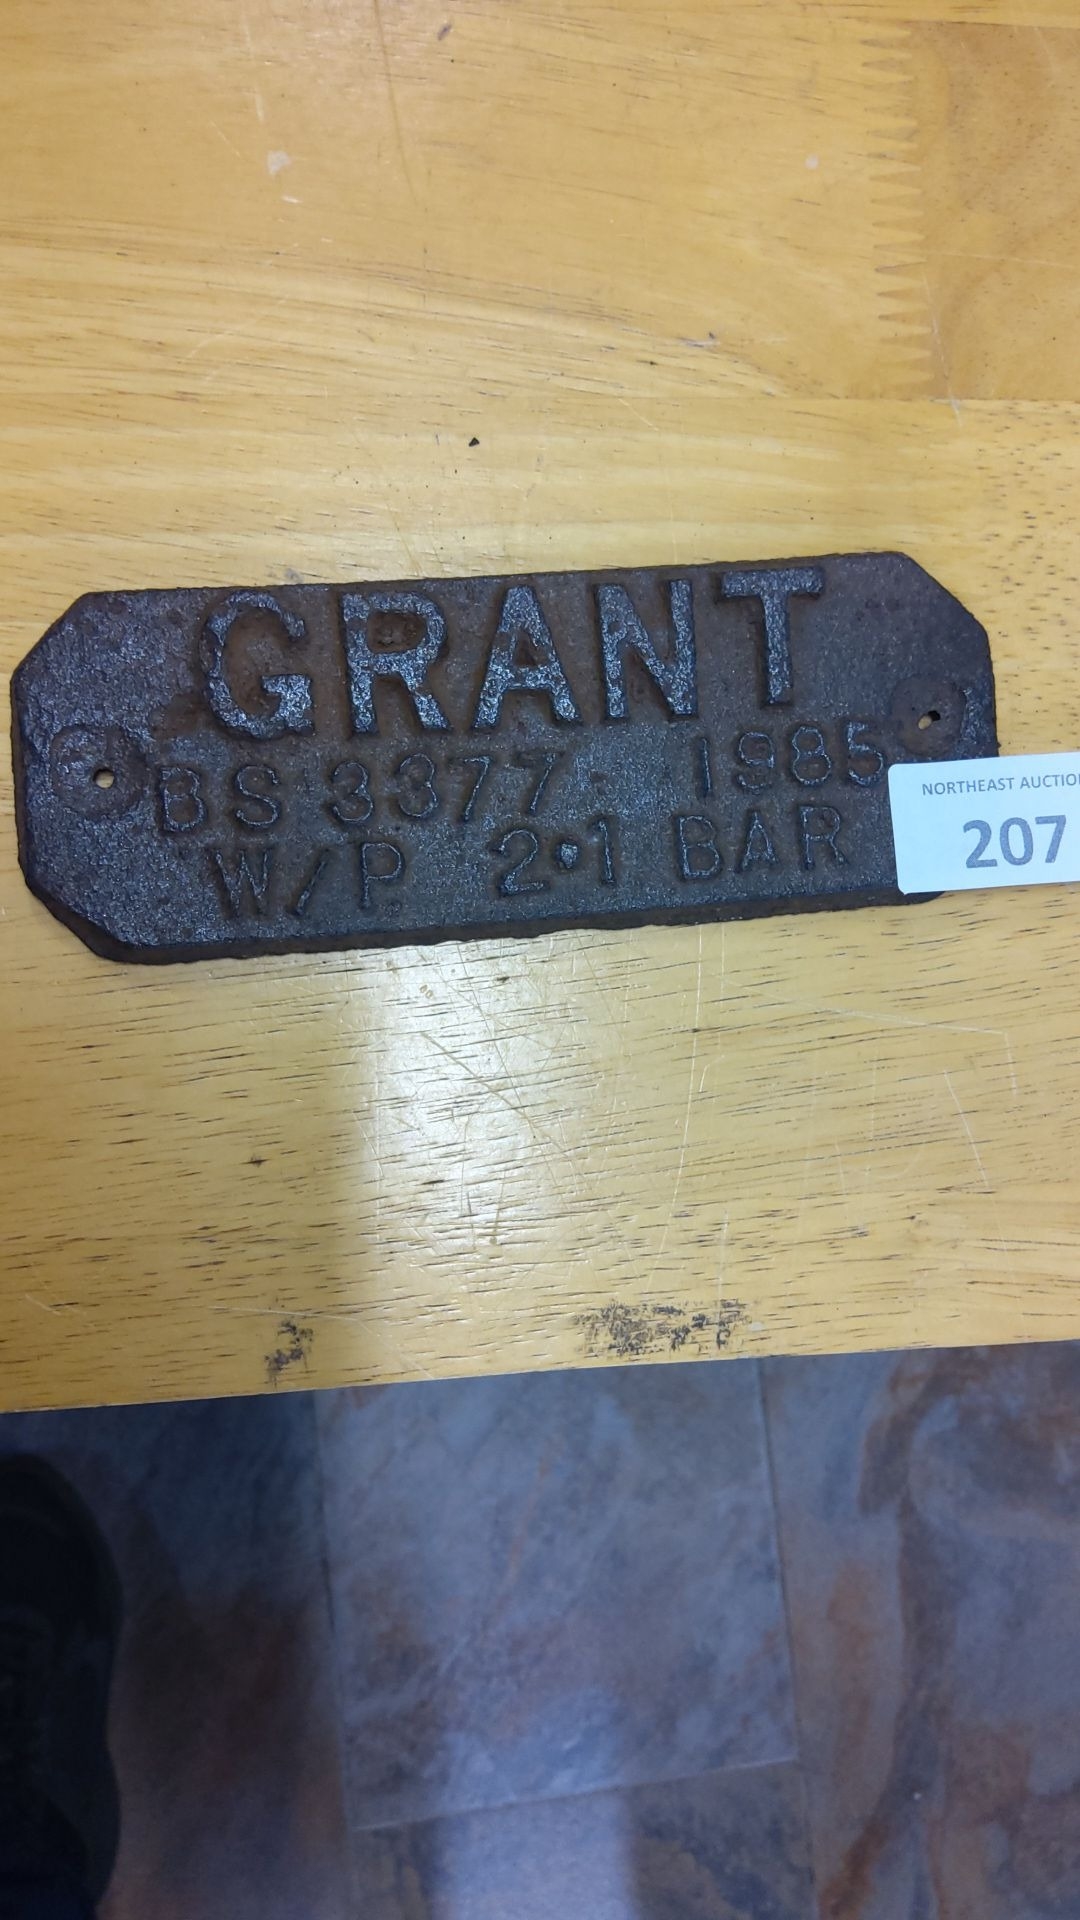 GRANT
BS 3377 1985
W/P 2·1 BAR
NORTHEAST AUCTION
207